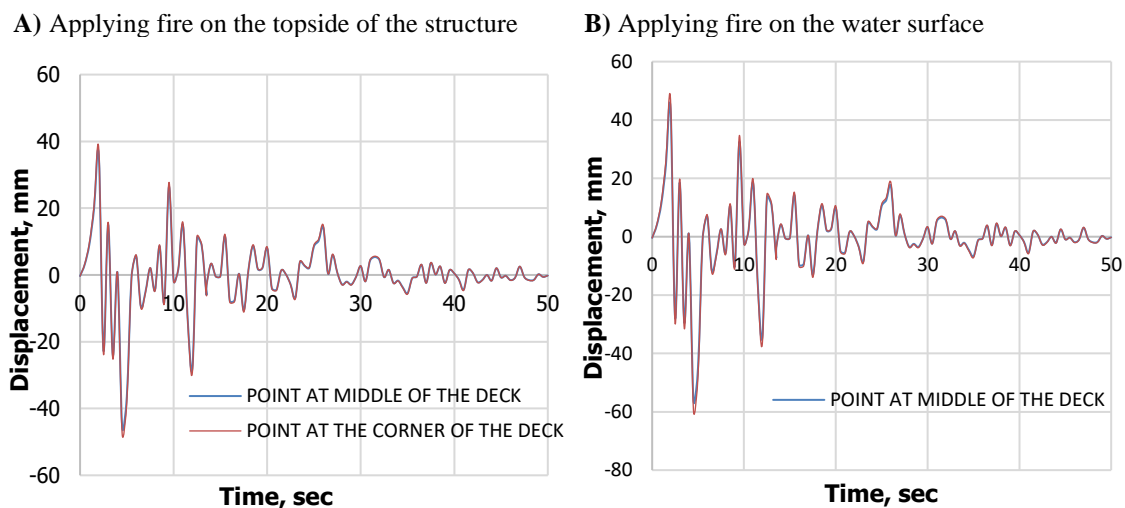 A) Applying fire on the topside of the structure
B) Applying fire on the water surface
60
40
20
0
-20
-40
-60
0 10 20 30 40 50
Displacement, mm
Time, sec
POINT AT MIDDLE OF THE DECK
POINT AT THE CORNER OF THE DECK
60
40
20
0
-20
-40
-60
-80
0 10 20 30 40 50
Displacement, mm
Time, sec
POINT AT MIDDLE OF THE DECK